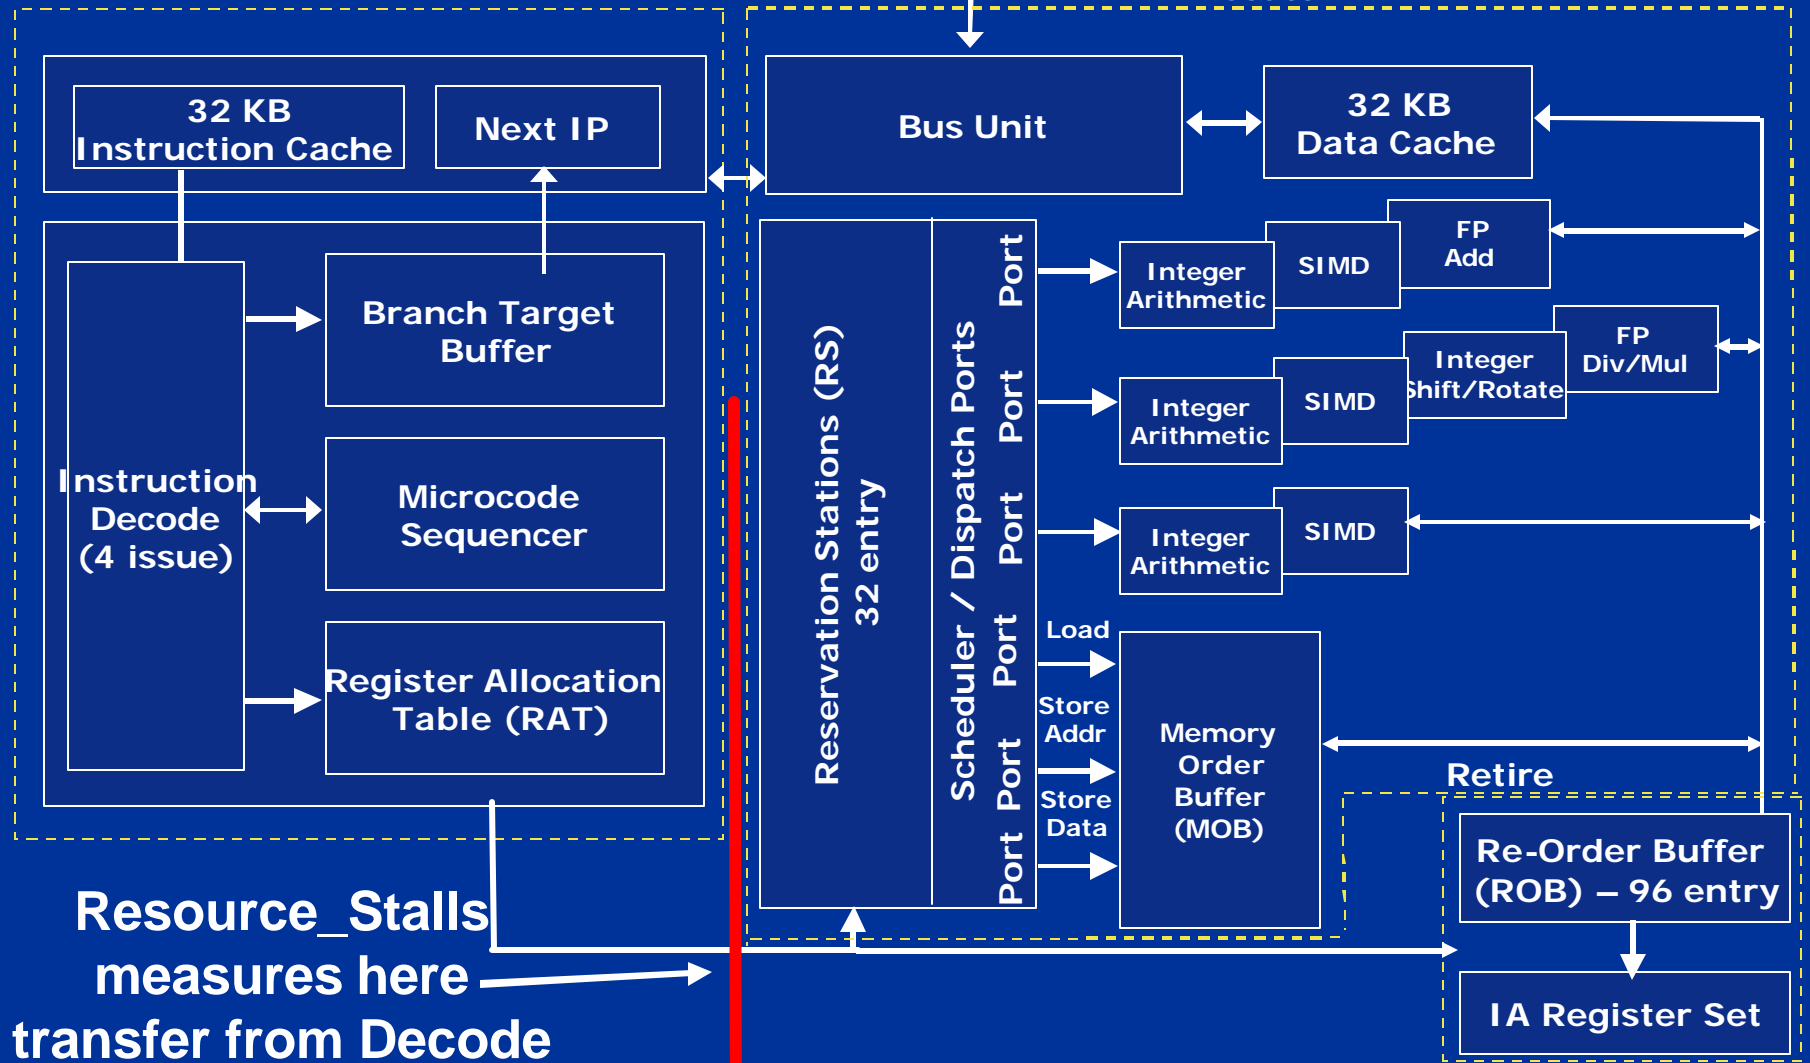 32 KB
Instruction Cache
Next IP
Bus Unit
32 KB
Data Cache
Instruction
Decode
(4 issue)
Branch Target
Buffer
Microcode
Sequencer
Register Allocation
Table (RAT)
Reservation Stations (RS)
32 entry
Scheduler / Dispatch Ports
Port
Port
Port
Port
Port
Port
Integer
Arithmetic
SIMD
FP
Add
Integer
Arithmetic
SIMD
Integer
Shift/Rotate
FP
Div/Mul
Integer
Arithmetic
SIMD
Load
Store
Addr
Store
Data
Memory
Order
Buffer
(MOB)
Retire
Re-Order Buffer
(ROB) – 96 entry
IA Register Set
Resource_Stalls
measures here
transfer from Decode